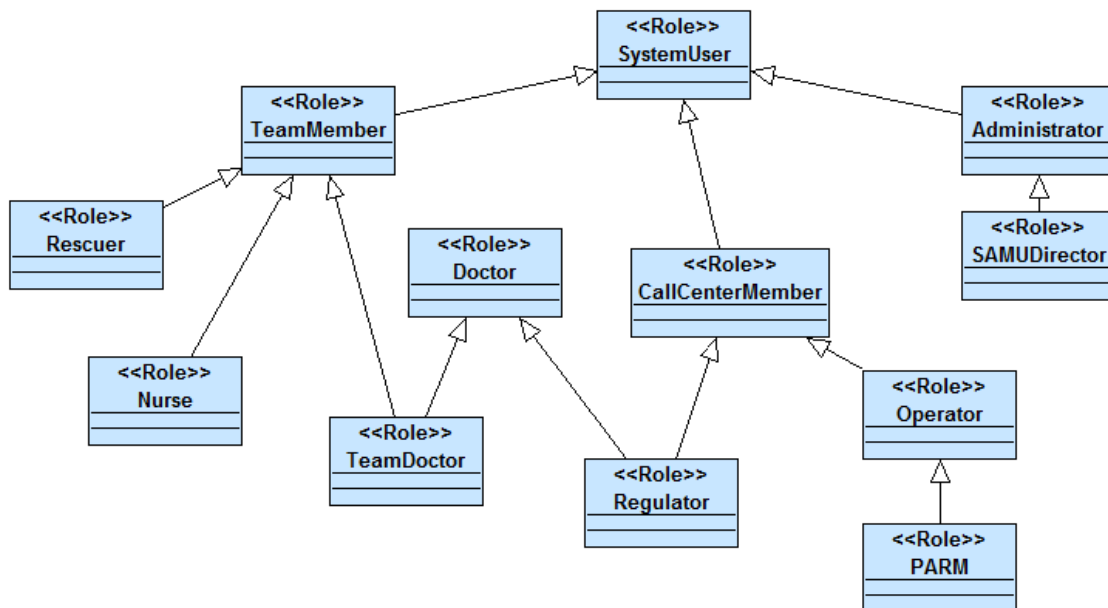 <<Role>>
SystemUser
<<Role>>
TeamMember
<<Role>>
Administrator
<<Role>>
Rescuer
<<Role>>
Doctor
<<Role>>
CallCenterMember
<<Role>>
SAMUDirector
<<Role>>
Nurse
<<Role>>
TeamDoctor
<<Role>>
Regulator
<<Role>>
Operator
<<Role>>
PARM